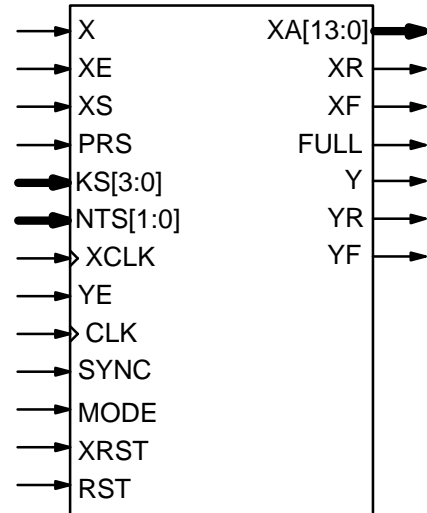 X XA[13:0]
XE XR
XS XF
PRS FULL
KS[3:0] Y
NTS[1:0] YR
XCLK YF
YE
CLK
SYNC
MODE
XRST
RST